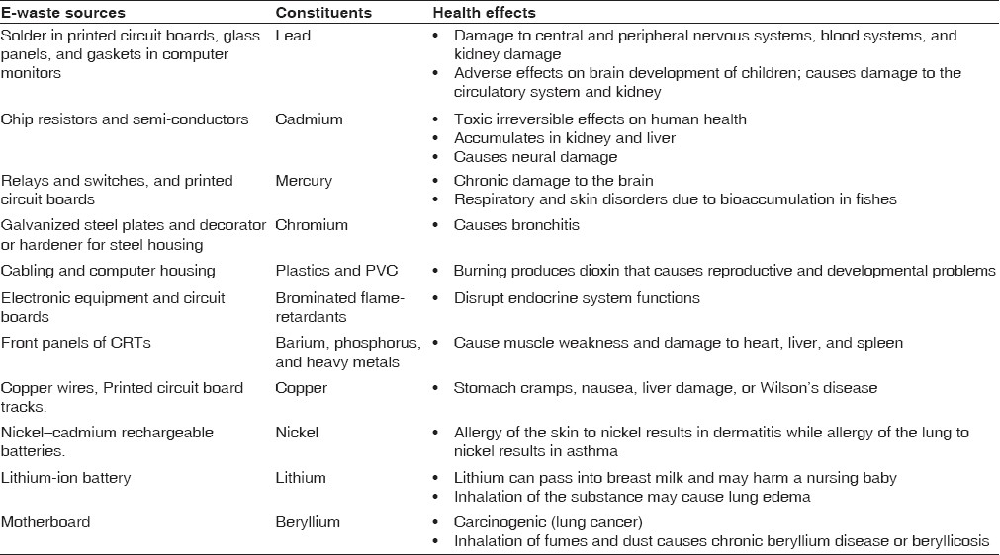 E-waste sources Constituents Health effects
Solder in printed circuit boards, glass panels, and gaskets in computer monitors
Lead
• Damage to central and peripheral nervous systems, blood systems, and kidney damage
• Adverse effects on brain development of children; causes damage to the circulatory system and kidney
Chip resistors and semi-conductors
Cadmium
• Toxic irreversible effects on human health
• Accumulates in kidney and liver
• Causes neural damage
Relays and switches, and printed circuit boards
Mercury
• Chronic damage to the brain
• Respiratory and skin disorders due to bioaccumulation in fishes
Galvanized steel plates and decorator or hardener for steel housing
Chromium
• Causes bronchitis
Cabling and computer housing
Plastics and PVC
• Burning produces dioxin that causes reproductive and developmental problems
Electronic equipment and circuit boards
Brominated flame-retardants
• Disrupt endocrine system functions
Front panels of CRTs
Barium, phosphorus, and heavy metals
• Cause muscle weakness and damage to heart, liver, and spleen
Copper wires, Printed circuit board tracks.
Copper
• Stomach cramps, nausea, liver damage, or Wilson's disease
Nickel–cadmium rechargeable batteries.
Nickel
• Allergy of the skin to nickel results in dermatitis while allergy of the lung to nickel results in asthma
Lithium-ion battery
Lithium
• Lithium can pass into breast milk and may harm a nursing baby
• Inhalation of the substance may cause lung edema
Motherboard
Beryllium
• Carcinogenic (lung cancer)
• Inhalation of fumes and dust causes chronic beryllium disease or beryllicosis